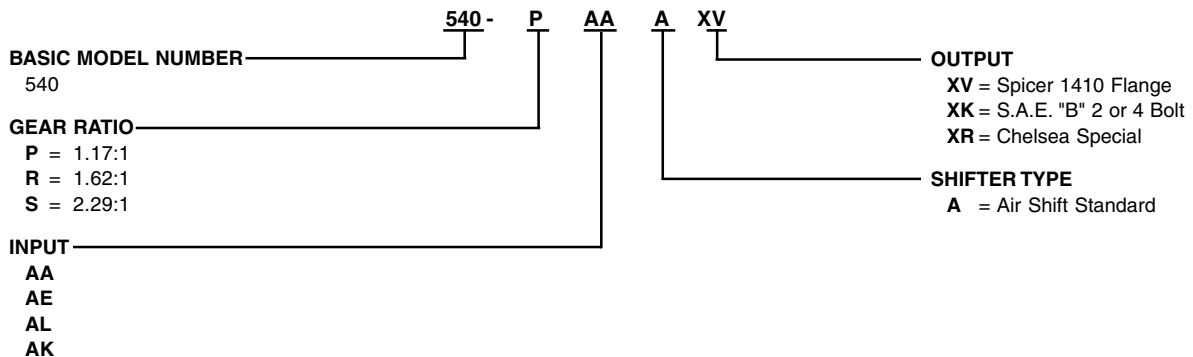 540 - P AA A XV
BASIC MODEL NUMBER
540
GEAR RATIO
P = 1.17:1
R = 1.62:1
S = 2.29:1
INPUT
AA
AE
AL
AK
OUTPUT
XV = Spicer 1410 Flange
XK = S.A.E. "B" 2 or 4 Bolt
XR = Chelsea Special
SHIFTER TYPE
A = Air Shift Standard